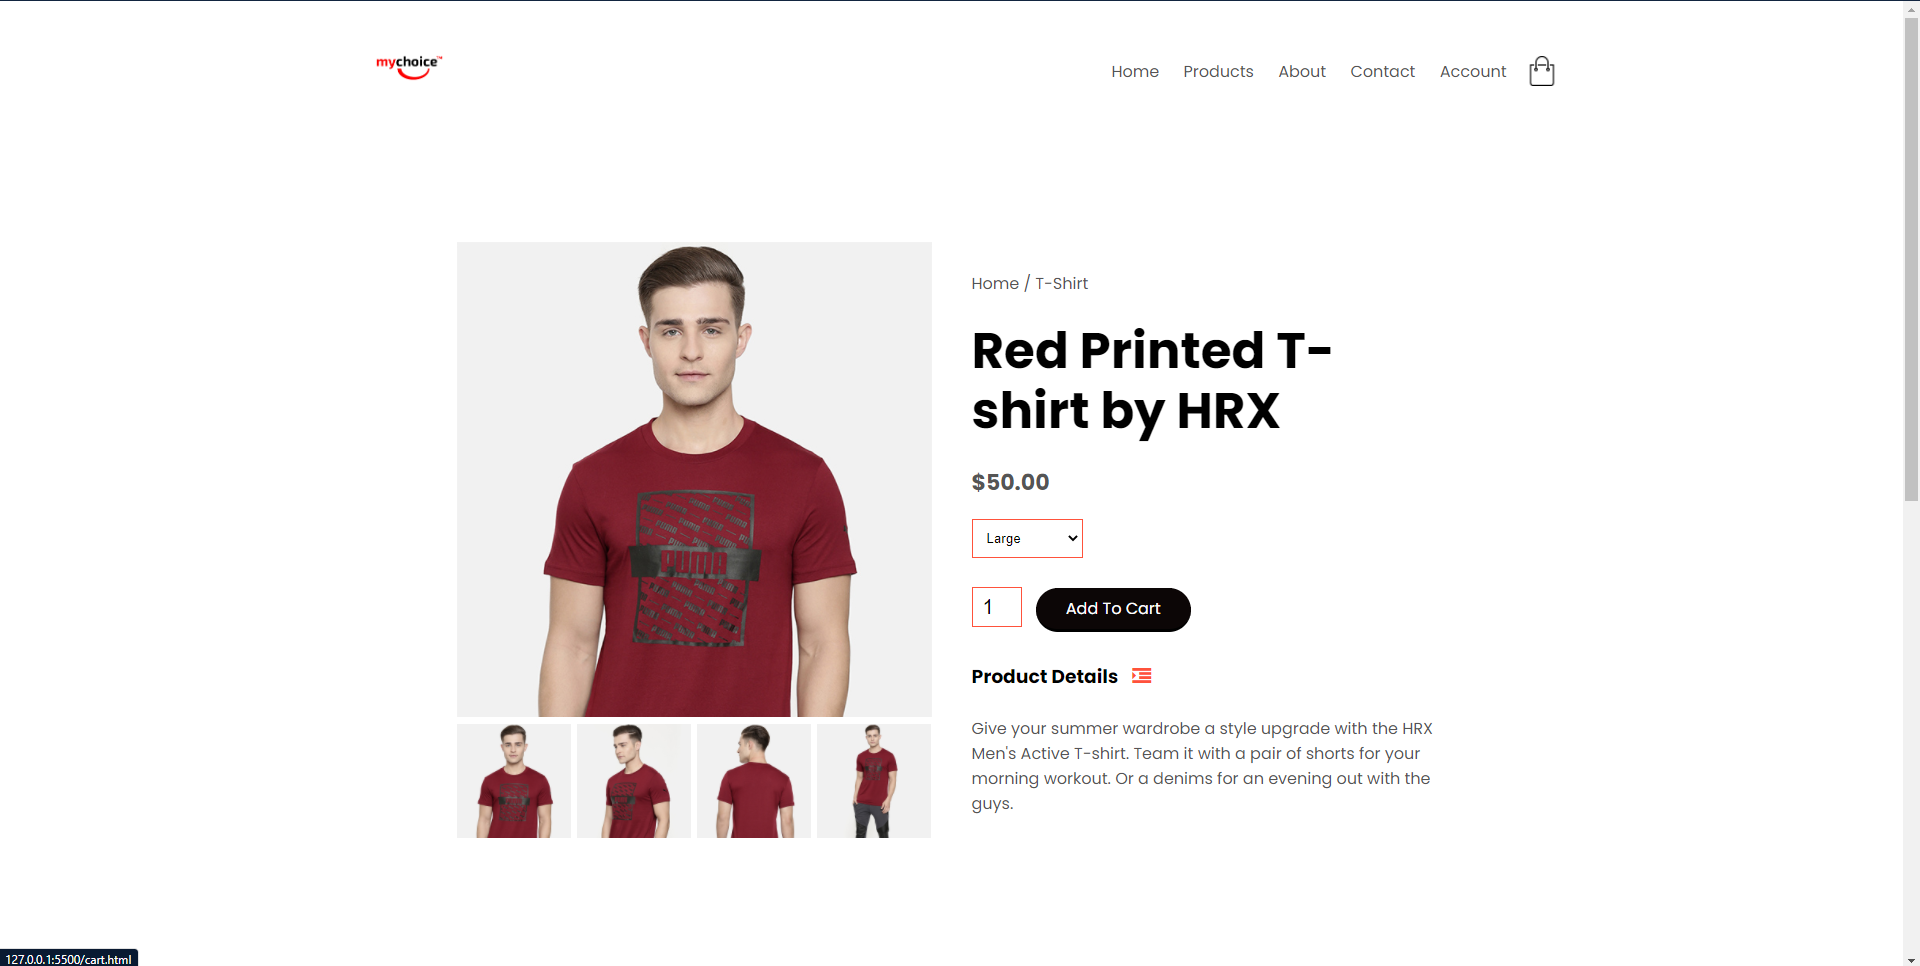 mychoice™
Home Products About Contact Account
Home / T-Shirt
Red Printed T-
shirt by HRX
$50.00
Large
1
Add To Cart
Product Details
Give your summer wardrobe a style upgrade with the HRX
Men's Active T-shirt. Team it with a pair of shorts for your
morning workout. Or a denims for an evening out with the
guys.
PUMA
127.0.0.1:5500/cart.html